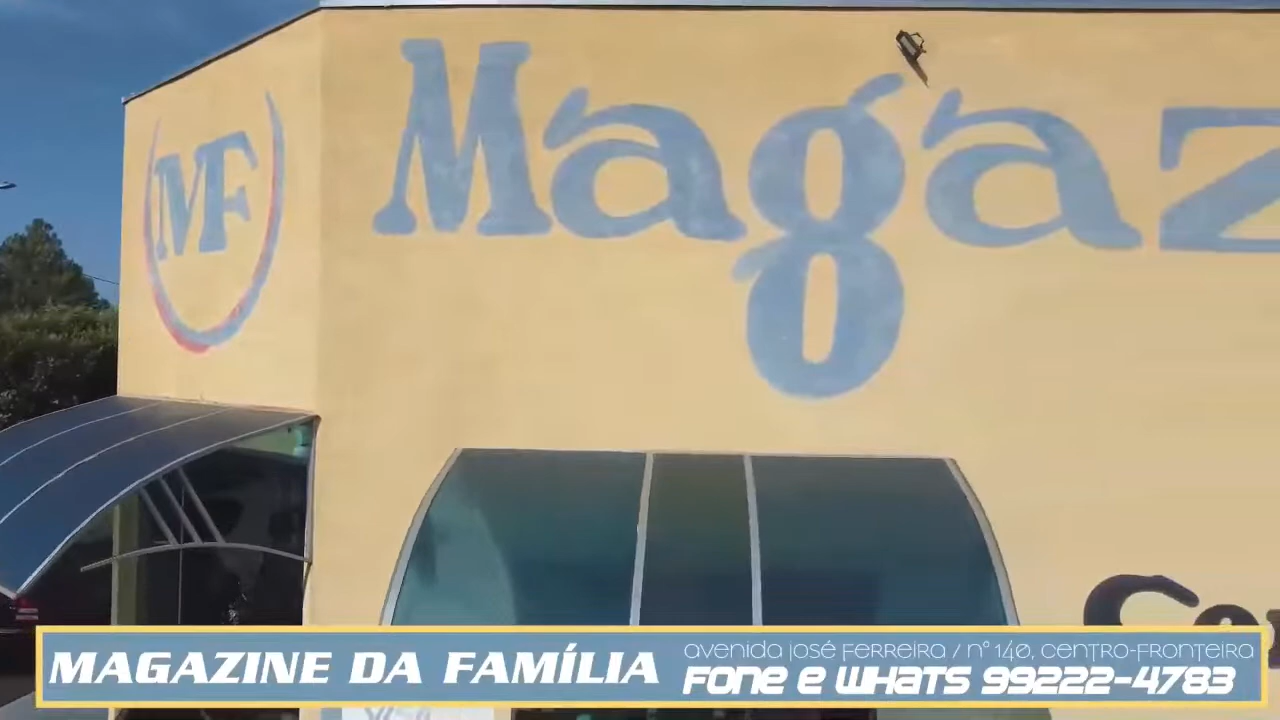 MF
Magaz
MAGAZINE DA FAMÍLIA
avenida José Ferreira / nº 140, CENTRO-FRONTEIRA
FONE E WHATS 99222-4783